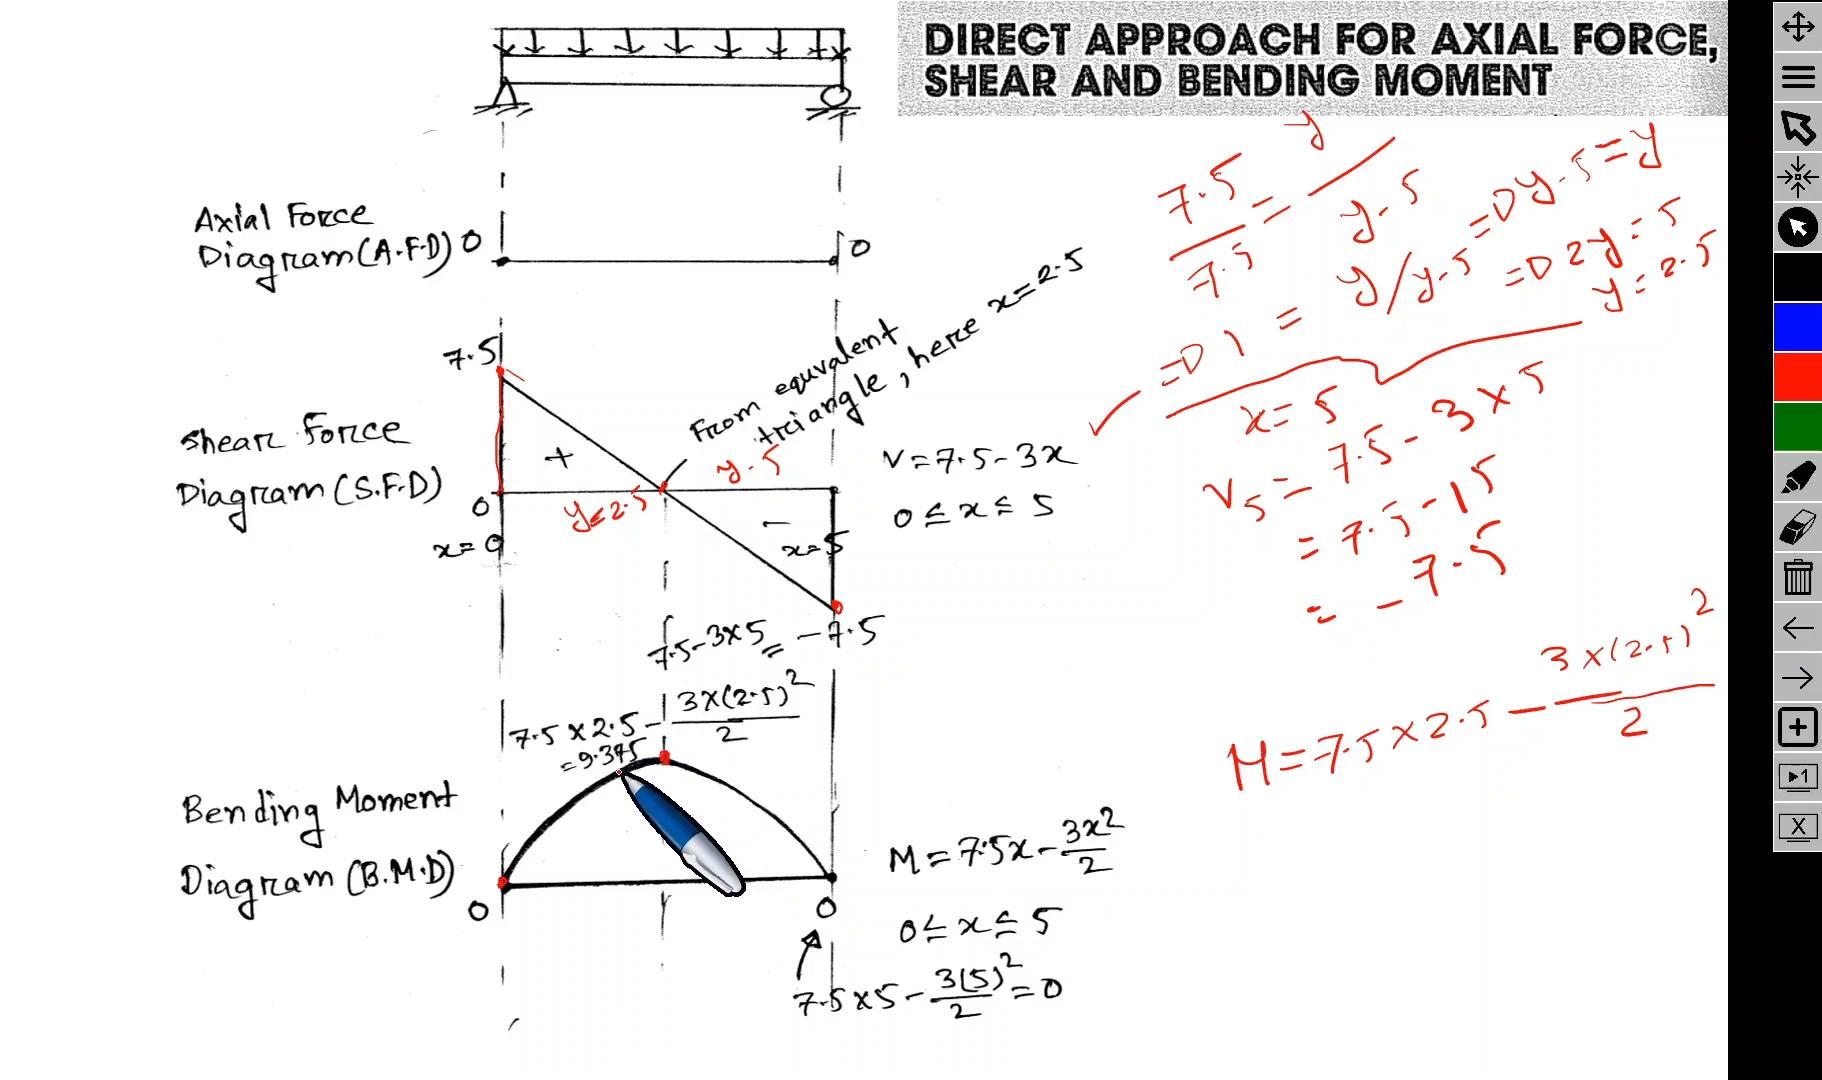 DIRECT APPROACH FOR AXIAL FORCE,
SHEAR AND BENDING MOMENT
Axial Force
Diagram (A.F.D)
0
0
7.5
Shear Force
Diagram (S.F.D)
0
x=0
+
−
x=5
y=2.5
y-5
From equvalent
triangle, here x=2.5
V=7.5-3x
0≤x≤5
7.5-3x5 = -7.5
7.5x2.5- 3x(2.5)²/2
=9.375
Bending Moment
Diagram (B.M.D)
0
0
M=7.5x-3x²/2
0≤x≤5
7.5x5-3(5)²/2=0
7.5/7.5 = y/y-5
=D 1 = y/y-5 =D y-5=y
=D 2y=5
y=2.5
x=5
V5=7.5-3x5
=7.5-15
=-7.5
M=7.5x2.5-3x(2.5)²/2
1
X